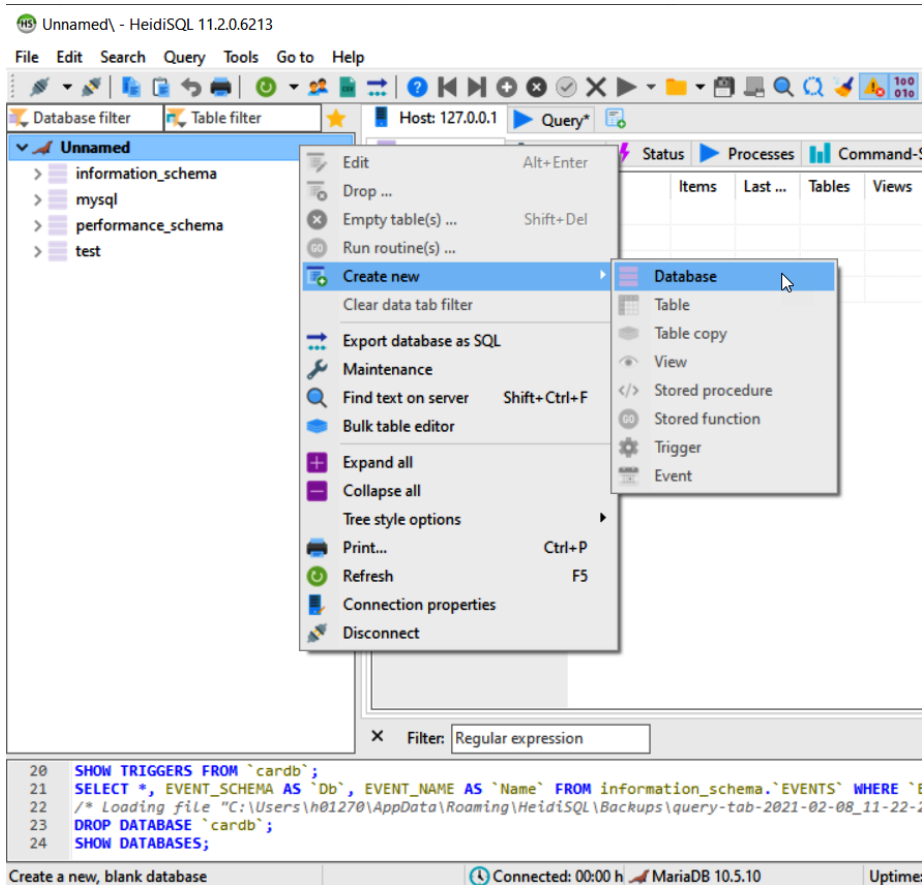 Unnamed\ - HeidiSQL 11.2.0.6213
File Edit Search Query Tools Go to Help
Database filter Table filter Host: 127.0.0.1 Query*
Unnamed
information_schema
mysql
performance_schema
test
Status Processes Command-S
Items Last ... Tables Views
Edit Alt+Enter
Drop ...
Empty table(s) ... Shift+Del
Run routine(s) ...
Create new
Clear data tab filter
Export database as SQL
Maintenance
Find text on server Shift+Ctrl+F
Bulk table editor
Expand all
Collapse all
Tree style options
Print... Ctrl+P
Refresh F5
Connection properties
Disconnect
Database
Table
Table copy
View
Stored procedure
Stored function
Trigger
Event
Filter: Regular expression
20 SHOW TRIGGERS FROM `cardb`;
21 SELECT *, EVENT_SCHEMA AS `Db`, EVENT_NAME AS `Name` FROM information_schema.`EVENTS` WHERE `E
22 /* Loading file "C:\Users\h01270\AppData\Roaming\HeidiSQL\Backups\query-tab-2021-02-08_11-22-2
23 DROP DATABASE `cardb`;
24 SHOW DATABASES;
Create a new, blank database Connected: 00:00 h MariaDB 10.5.10 Uptime: